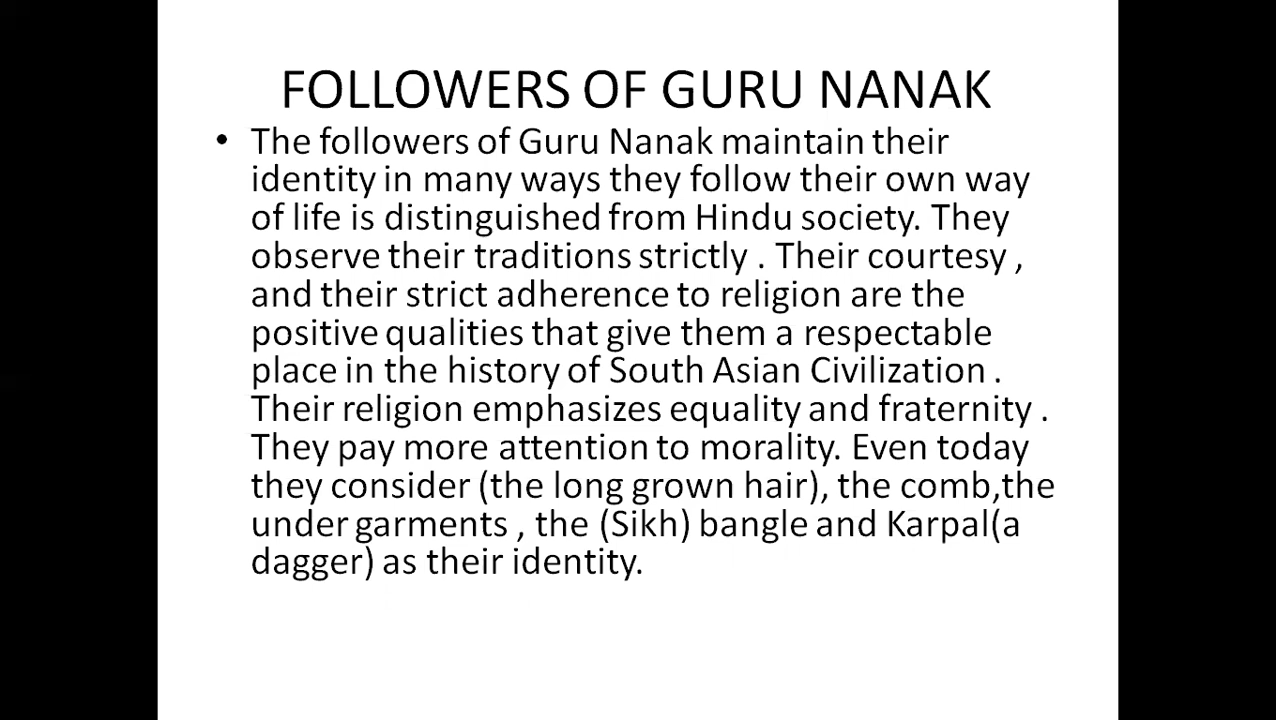 FOLLOWERS OF GURU NANAK
• The followers of Guru Nanak maintain their
identity in many ways they follow their own way
of life is distinguished from Hindu society. They
observe their traditions strictly . Their courtesy ,
and their strict adherence to religion are the
positive qualities that give them a respectable
place in the history of South Asian Civilization .
Their religion emphasizes equality and fraternity .
They pay more attention to morality. Even today
they consider (the long grown hair), the comb,the
under garments , the (Sikh) bangle and Karpal(a
dagger) as their identity.